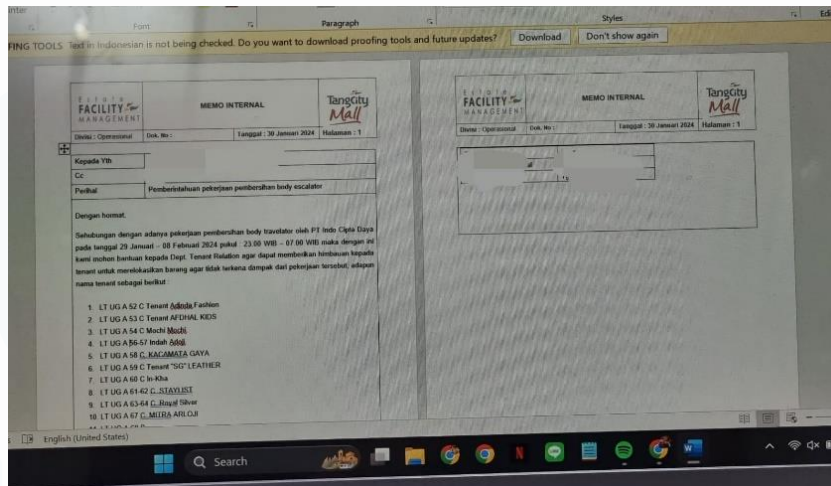 Font
Paragraph
Styles
FING TOOLS Text in Indonesian is not being checked. Do you want to download proofing tools and future updates? Download Don't show again
Estate
FACILITY
MANAGEMENT
MEMO INTERNAL
The
Tangcity
Mall
Divisi : Operasional Dok. No : Tanggal : 30 Januari 2024 Halaman : 1
Kepada Yth
Cc
Perihal Pemberintahuan pekerjaan pembersihan body escalator
Dengan hormat,
Sehubungan dengan adanya pekerjaan pembersihan body travelator oleh PT Indo Cipta Daya
pada tanggal 29 Januari – 08 Februari 2024 pukul : 23.00 WIB – 07.00 WIB maka dengan ini
kami mohon bantuan kepada Dept. Tenant Relation agar dapat memberikan himbauan kepada
tenant untuk merelokasikan barang agar tidak terkena dampak dari pekerjaan tersebut, adapun
nama tenant sebagai berikut :
1. LT UG A 52 C Tenant Adinda Fashion
2. LT UG A 53 C Tenant AFDHAL KIDS
3. LT UG A 54 C Mochi Mochi
4. LT UG A 56-57 Indah
5. LT UG A 58 C. KACAMATA GAYA
6. LT UG A 59 C Tenant "SG" LEATHER
7. LT UG A 60 C In-Kha
8. LT UG A 61-62 C. STAYLIST
9. LT UG A 63-64 C. Royal Silver
10 LT UG A 67 C. MITRA ARLOJI
FACILITY
MANAGEMENT
MEMO INTERNAL
The
Tangcity
Mall
Divisi : Operasional Dok. No : Tanggal : 30 Januari 2024 Halaman : 1
English (United States)
Search